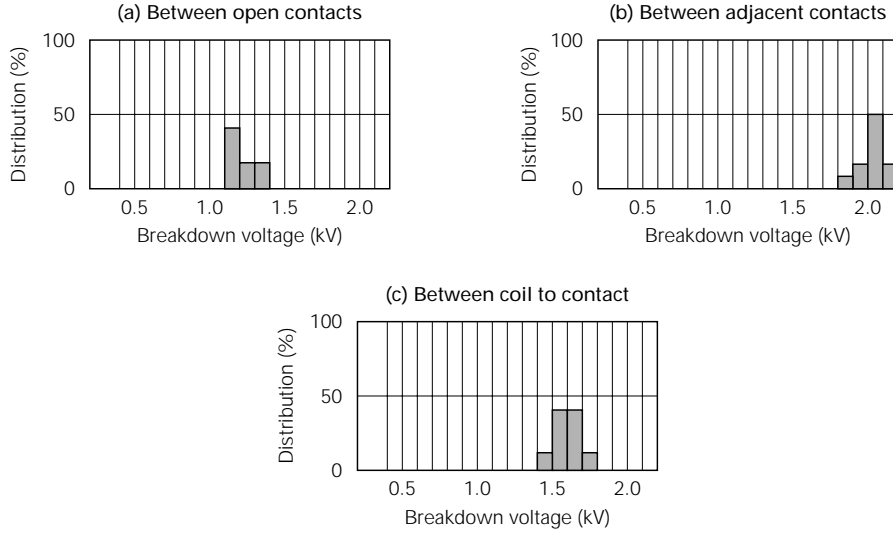 (a) Between open contacts
100
50
0
Distribution (%)
0.5 1.0 1.5 2.0
Breakdown voltage (kV)
(b) Between adjacent contacts
100
50
0
Distribution (%)
0.5 1.0 1.5 2.0
Breakdown voltage (kV)
(c) Between coil to contact
100
50
0
Distribution (%)
0.5 1.0 1.5 2.0
Breakdown voltage (kV)